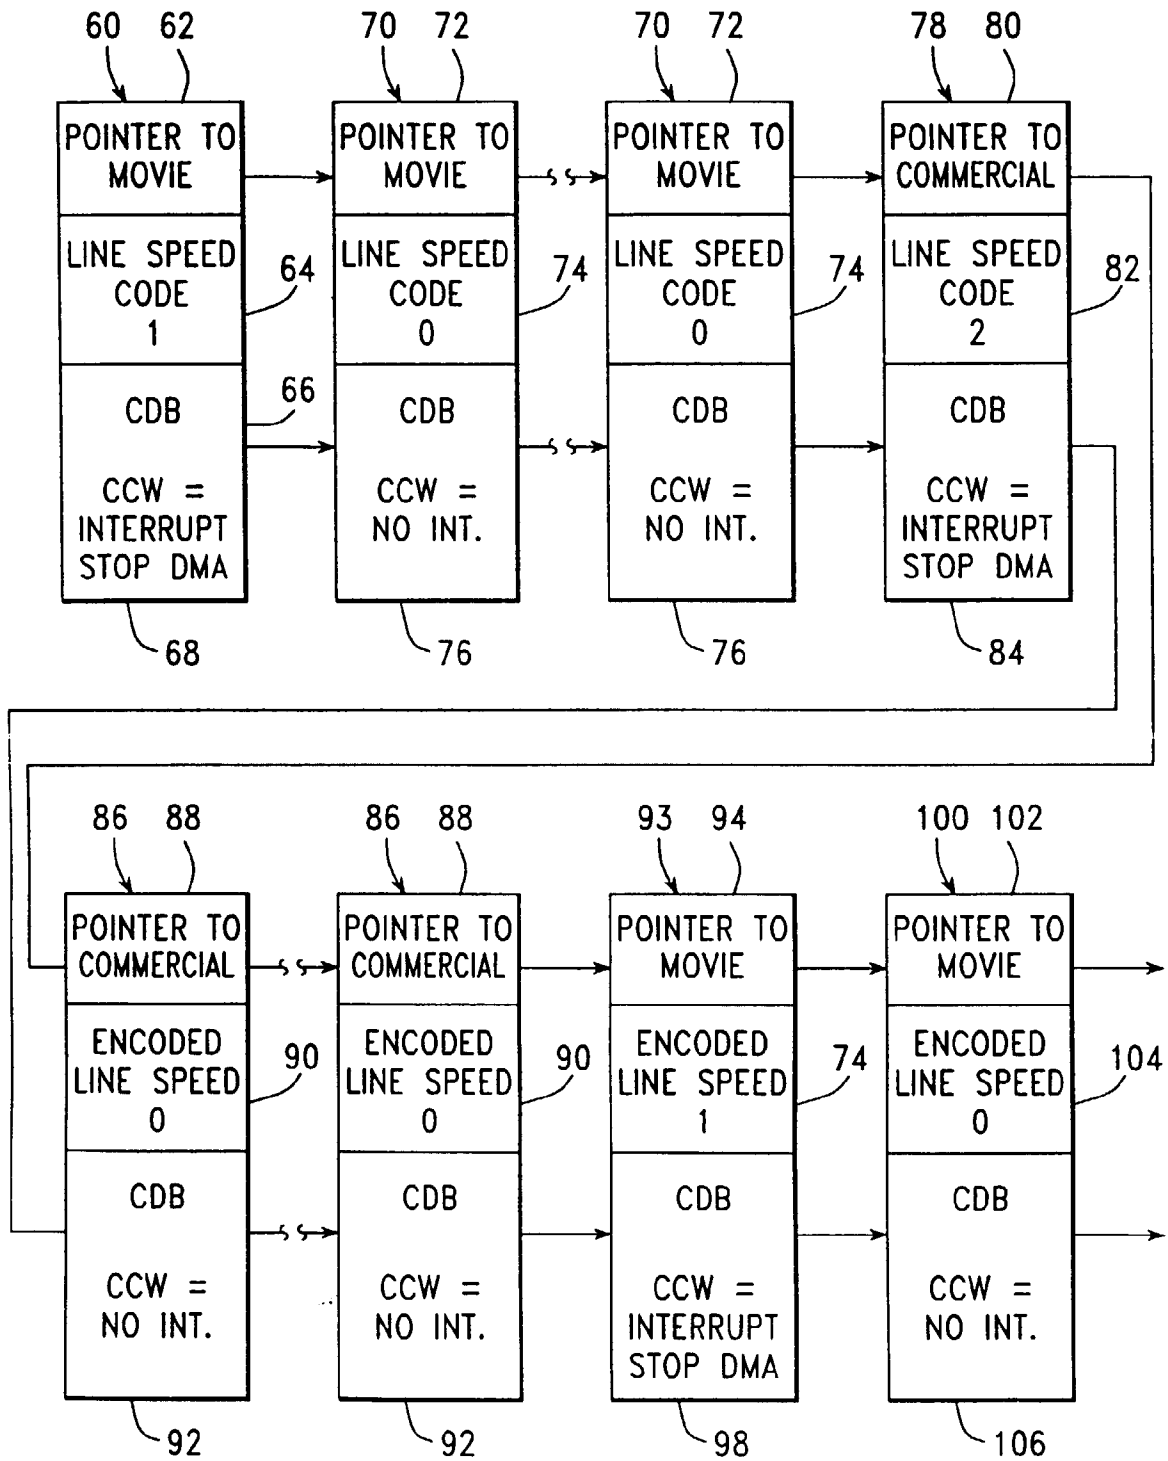 60 62 70 72 70 72 78 80
POINTER TO
MOVIE
LINE SPEED
CODE
1
64
CDB
66
CCW =
INTERRUPT
STOP DMA
68
POINTER TO
MOVIE
LINE SPEED
CODE
0
74
CDB
CCW =
NO INT.
76
POINTER TO
MOVIE
LINE SPEED
CODE
0
74
CDB
CCW =
NO INT.
76
POINTER TO
COMMERCIAL
LINE SPEED
CODE
2
82
CDB
CCW =
INTERRUPT
STOP DMA
84
86 88 86 88 93 94 100 102
POINTER TO
COMMERCIAL
ENCODED
LINE SPEED
0
90
CDB
CCW =
NO INT.
92
POINTER TO
COMMERCIAL
ENCODED
LINE SPEED
0
90
CDB
CCW =
NO INT.
92
POINTER TO
MOVIE
ENCODED
LINE SPEED
1
74
CDB
CCW =
INTERRUPT
STOP DMA
98
POINTER TO
MOVIE
ENCODED
LINE SPEED
0
104
CDB
CCW =
NO INT.
106